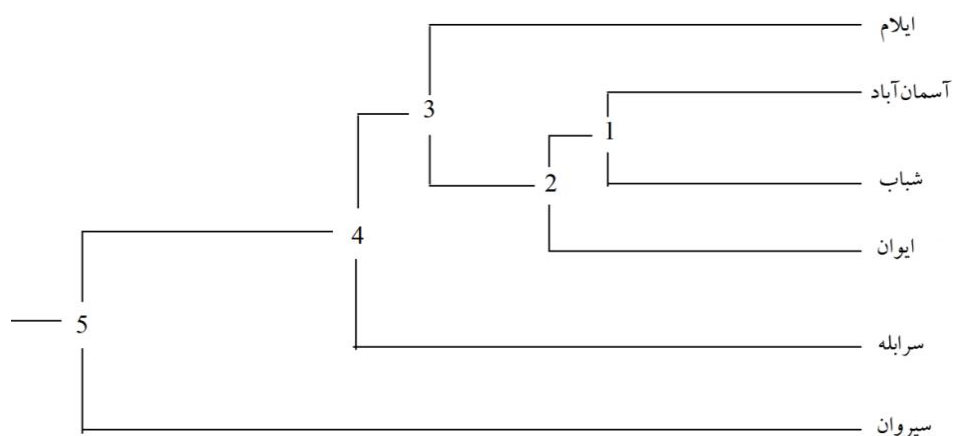 ایلام
3
آسمان‌آباد
1
شباب
2
ایوان
4
5
سرابله
سیروان